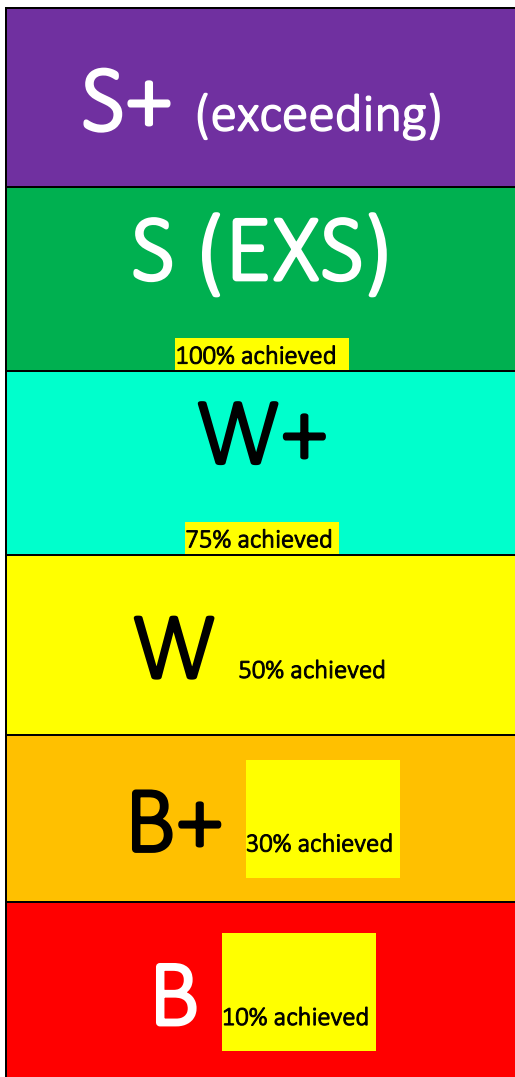 S+ (exceeding)
S (EXS)
100% achieved
W+
75% achieved
W 50% achieved
B+ 30% achieved
B 10% achieved